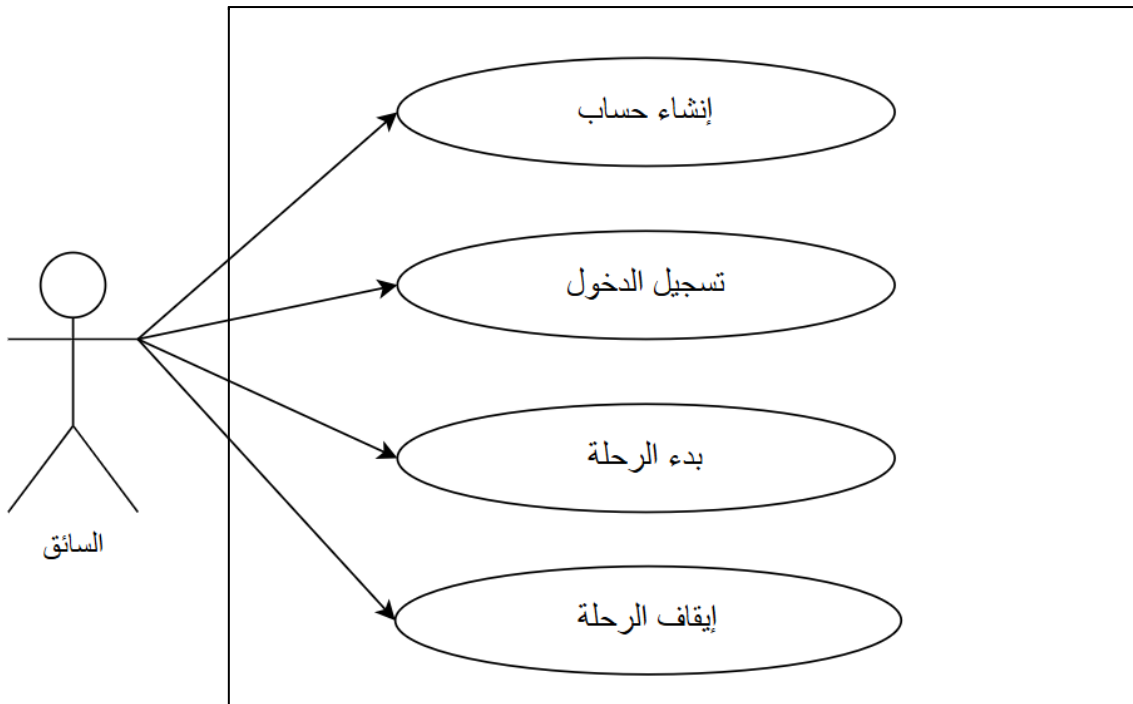 إنشاء حساب
تسجيل الدخول
بدء الرحلة
السائق
إيقاف الرحلة